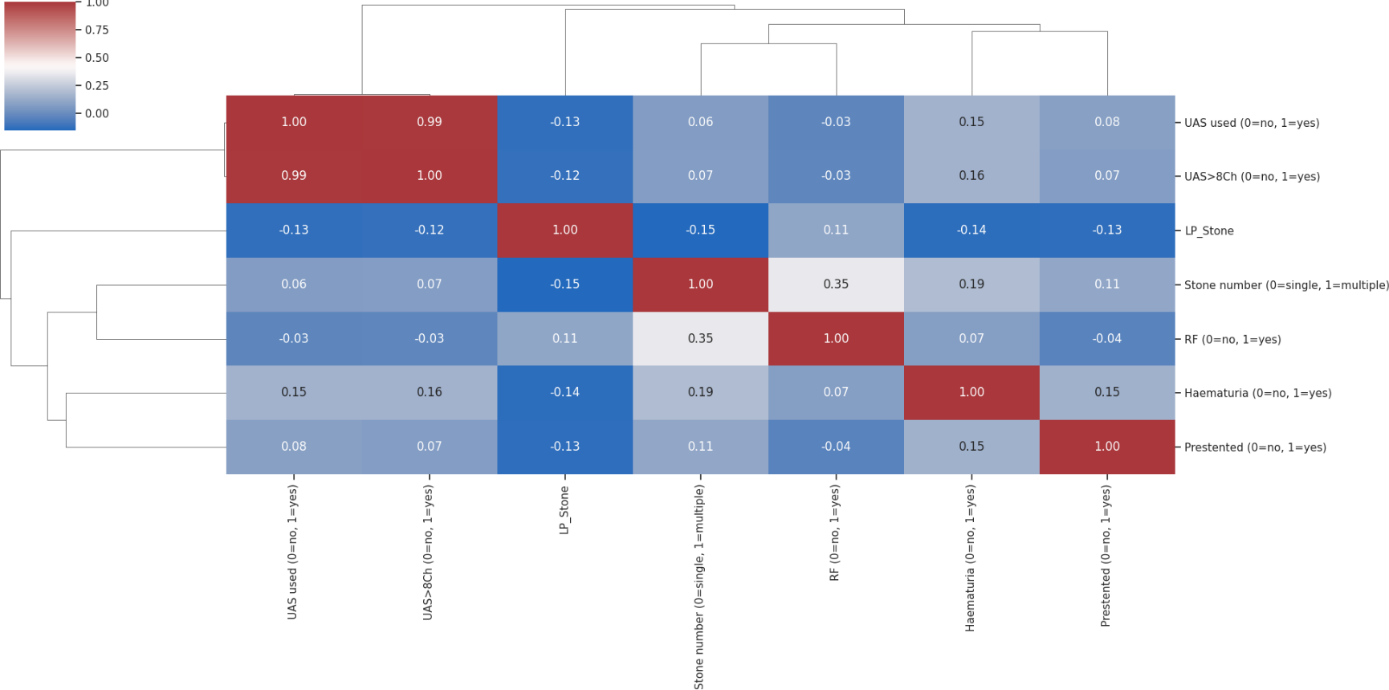 1.00
0.75
0.50
0.25
0.00
1.00 0.99 -0.13 0.06 -0.03 0.15 0.08 UAS used (0=no, 1=yes)
0.99 1.00 -0.12 0.07 -0.03 0.16 0.07 UAS>8Ch (0=no, 1=yes)
-0.13 -0.12 1.00 -0.15 0.11 -0.14 -0.13 LP_Stone
0.06 0.07 -0.15 1.00 0.35 0.19 0.11 Stone number (0=single, 1=multiple)
-0.03 -0.03 0.11 0.35 1.00 0.07 -0.04 RF (0=no, 1=yes)
0.15 0.16 -0.14 0.19 0.07 1.00 0.15 Haematuria (0=no, 1=yes)
0.08 0.07 -0.13 0.11 -0.04 0.15 1.00 Prestented (0=no, 1=yes)
UAS used (0=no, 1=yes)
UAS>8Ch (0=no, 1=yes)
LP_Stone
Stone number (0=single, 1=multiple)
RF (0=no, 1=yes)
Haematuria (0=no, 1=yes)
Prestented (0=no, 1=yes)